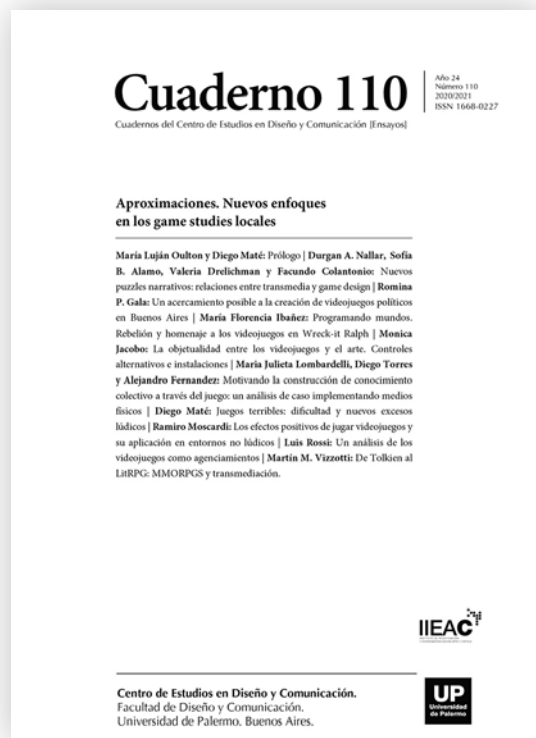 Cuaderno 110
Cuadernos del Centro de Estudios en Diseño y Comunicación [Ensayos]
Año 24
Número 110
2020/2021
ISSN 1668-0227
Aproximaciones. Nuevos enfoques
en los game studies locales
María Luján Oulton y Diego Maté: Prólogo | Durgan A. Nallar, Sofía
B. Alamo, Valeria Drelichman y Facundo Colantonio: Nuevos
puzzles narrativos: relaciones entre transmedia y game design | Romina
P. Gala: Un acercamiento posible a la creación de videojuegos políticos
en Buenos Aires | María Florencia Ibañez: Programando mundos.
Rebelión y homenaje a los videojuegos en Wreck-it Ralph | Monica
Jacobo: La objetualidad entre los videojuegos y el arte. Controles
alternativos e instalaciones | Maria Julieta Lombardelli, Diego Torres
y Alejandro Fernandez: Motivando la construcción de conocimiento
colectivo a través del juego: un análisis de caso implementando medios
físicos | Diego Maté: Juegos terribles: dificultad y nuevos excesos
lúdicos | Ramiro Moscardi: Los efectos positivos de jugar videojuegos y
su aplicación en entornos no lúdicos | Luis Rossi: Un análisis de los
videojuegos como agenciamientos | Martín M. Vizzotti: De Tolkien al
LitRPG: MMORPGS y transmediación.
IIEAC
Centro de Estudios en Diseño y Comunicación.
Facultad de Diseño y Comunicación.
Universidad de Palermo. Buenos Aires.
UP
Universidad
de Palermo